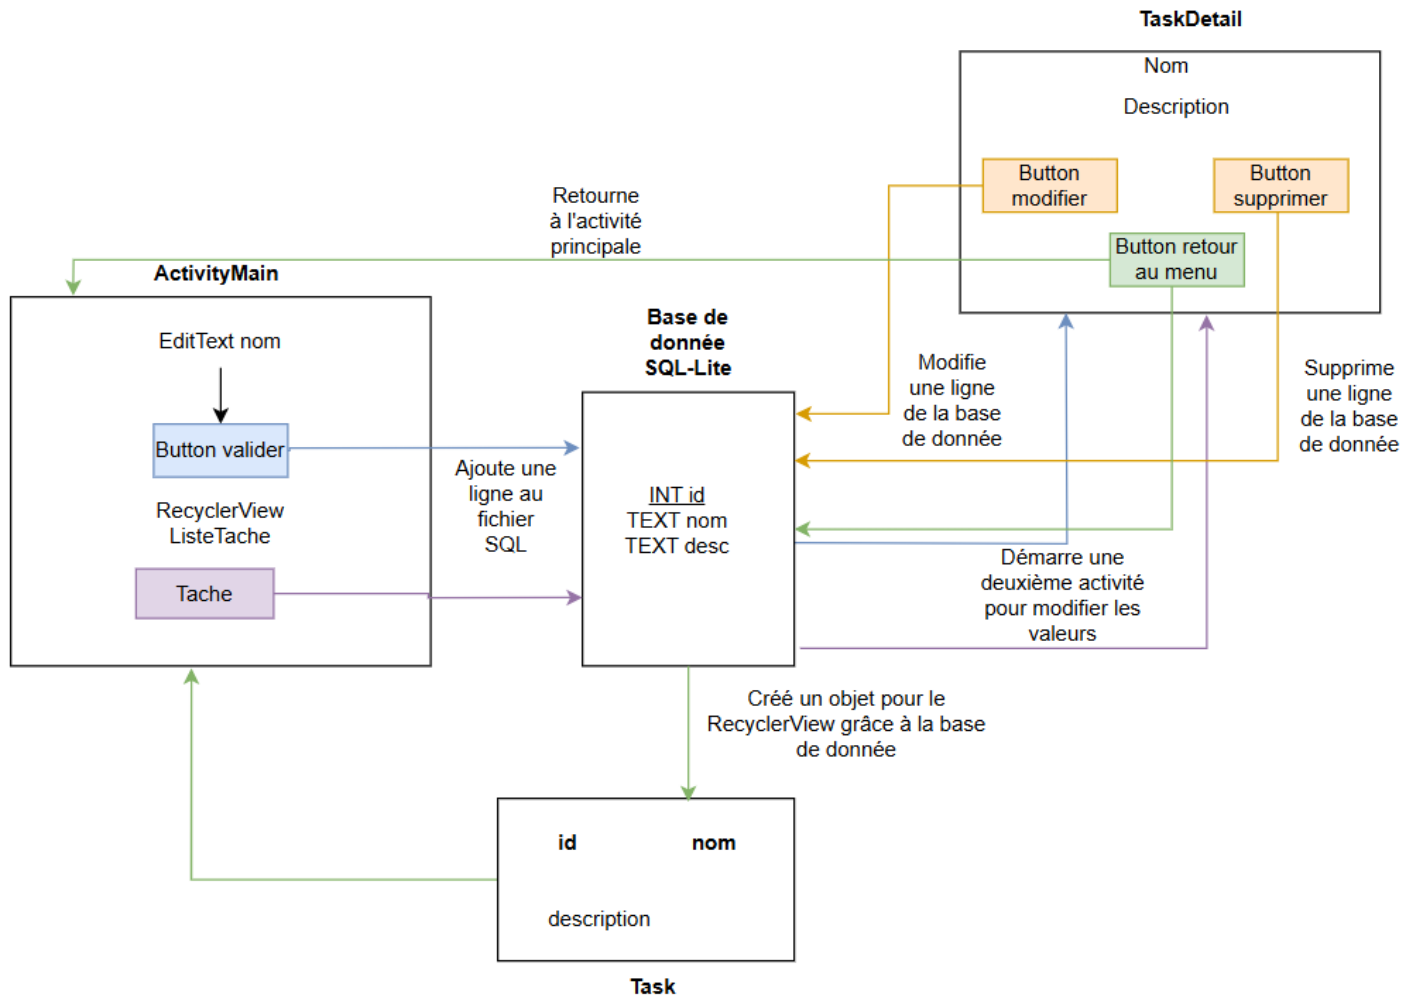 TaskDetail
Nom
Description
Button
modifier
Button
supprimer
Button retour
au menu
Retourne
à l'activité
principale
ActivityMain
EditText nom
Button valider
RecyclerView
ListeTache
Tache
Ajoute une
ligne au
fichier
SQL
Base de
donnée
SQL-Lite
INT id
TEXT nom
TEXT desc
Modifie
une ligne
de la base
de donnée
Supprime
une ligne
de la base
de donnée
Démarre une
deuxième activité
pour modifier les
valeurs
Créé un objet pour le
RecyclerView grâce à la base
de donnée
id
nom
description
Task